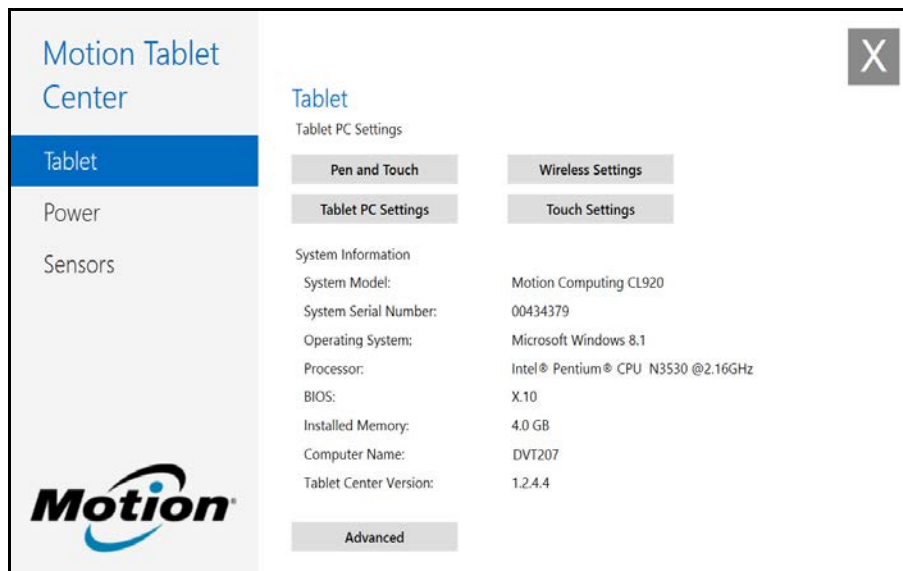 Motion Tablet
Center
X
Tablet
Power
Sensors
Motion®
Tablet
Tablet PC Settings
Pen and Touch
Wireless Settings
Tablet PC Settings
Touch Settings
System Information
System Model: Motion Computing CL920
System Serial Number: 00434379
Operating System: Microsoft Windows 8.1
Processor: Intel® Pentium® CPU N3530 @2.16GHz
BIOS: X.10
Installed Memory: 4.0 GB
Computer Name: DVT207
Tablet Center Version: 1.2.4.4
Advanced